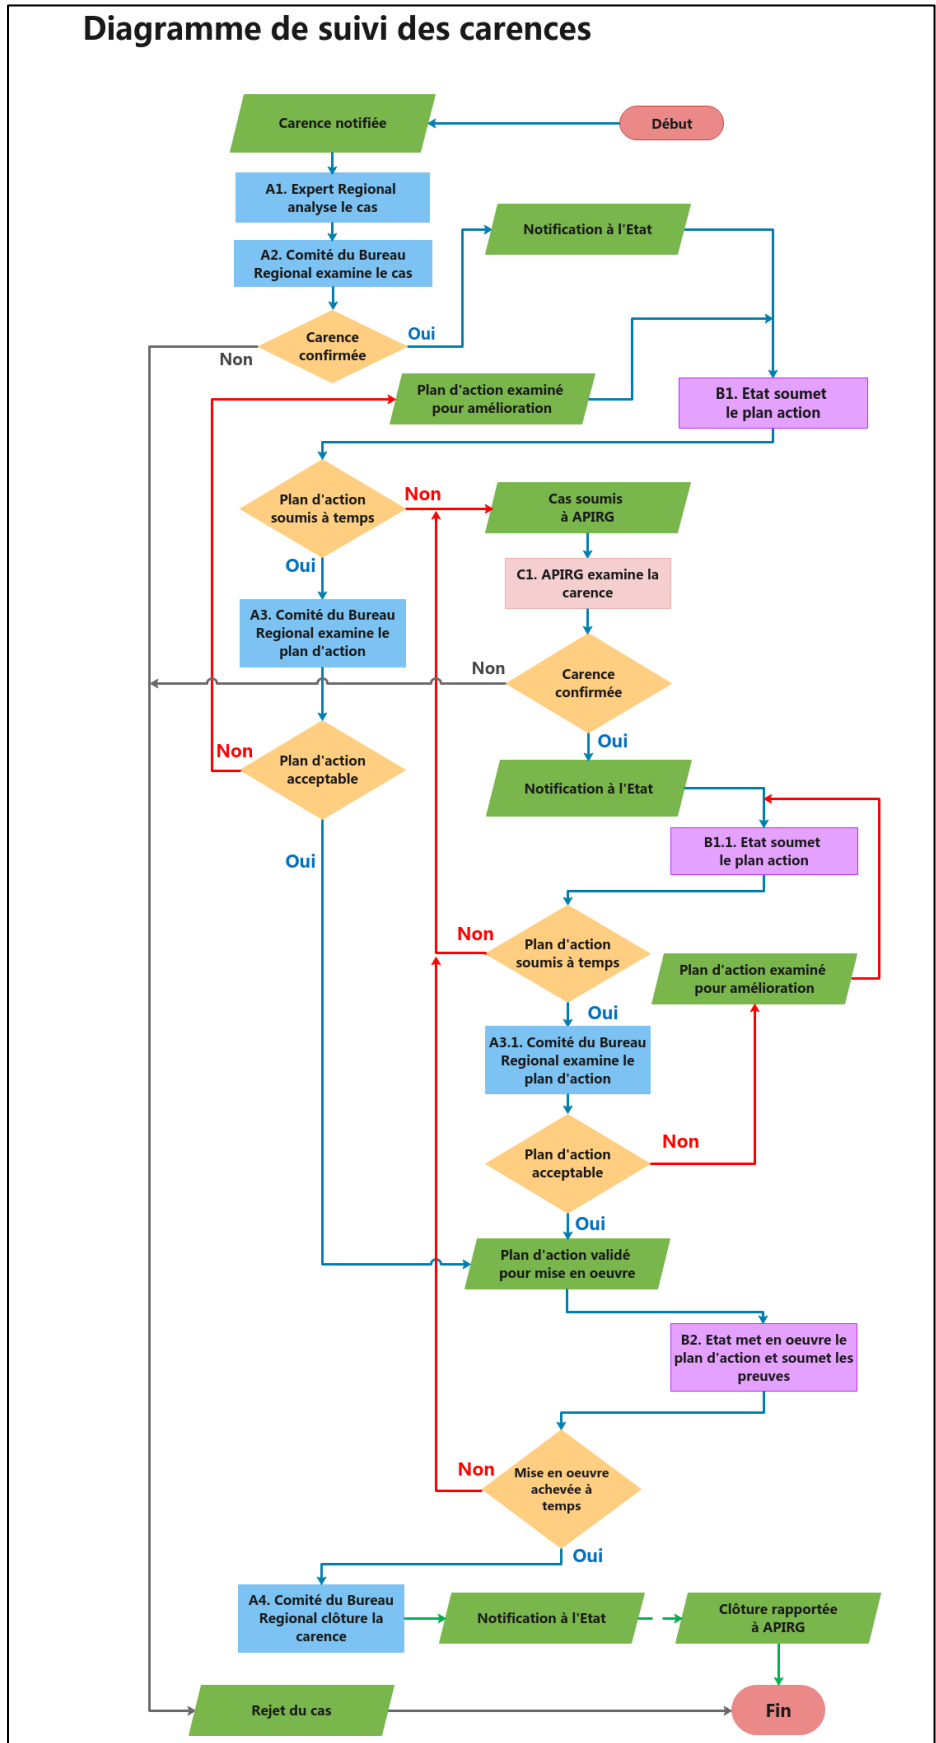 Diagramme de suivi des carences
Carence notifiée
Début
A1. Expert Regional
analyse le cas
Notification à l'Etat
A2. Comité du Bureau
Regional examine le cas
Oui
Carence
confirmée
Non
Plan d'action examiné
pour amélioration
B1. Etat soumet
le plan action
Plan d'action
soumis à temps
Non
Cas soumis
à APIRG
Oui
C1. APIRG examine la
carence
A3. Comité du Bureau
Regional examine le
plan d'action
Non
Carence
confirmée
Oui
Non
Plan d'action
acceptable
Notification à l'Etat
B1.1. Etat soumet
le plan action
Oui
Non
Plan d'action
soumis à temps
Plan d'action examiné
pour amélioration
Oui
A3.1. Comité du Bureau
Regional examine le
plan d'action
Non
Plan d'action
acceptable
Oui
Plan d'action validé
pour mise en oeuvre
B2. Etat met en oeuvre le
plan d'action et soumet les
preuves
Non
Mise en oeuvre
achevée à
temps
Oui
A4. Comité du Bureau
Regional clôture la
carence
Notification à l'Etat
Clôture rapportée
à APIRG
Rejet du cas
Fin